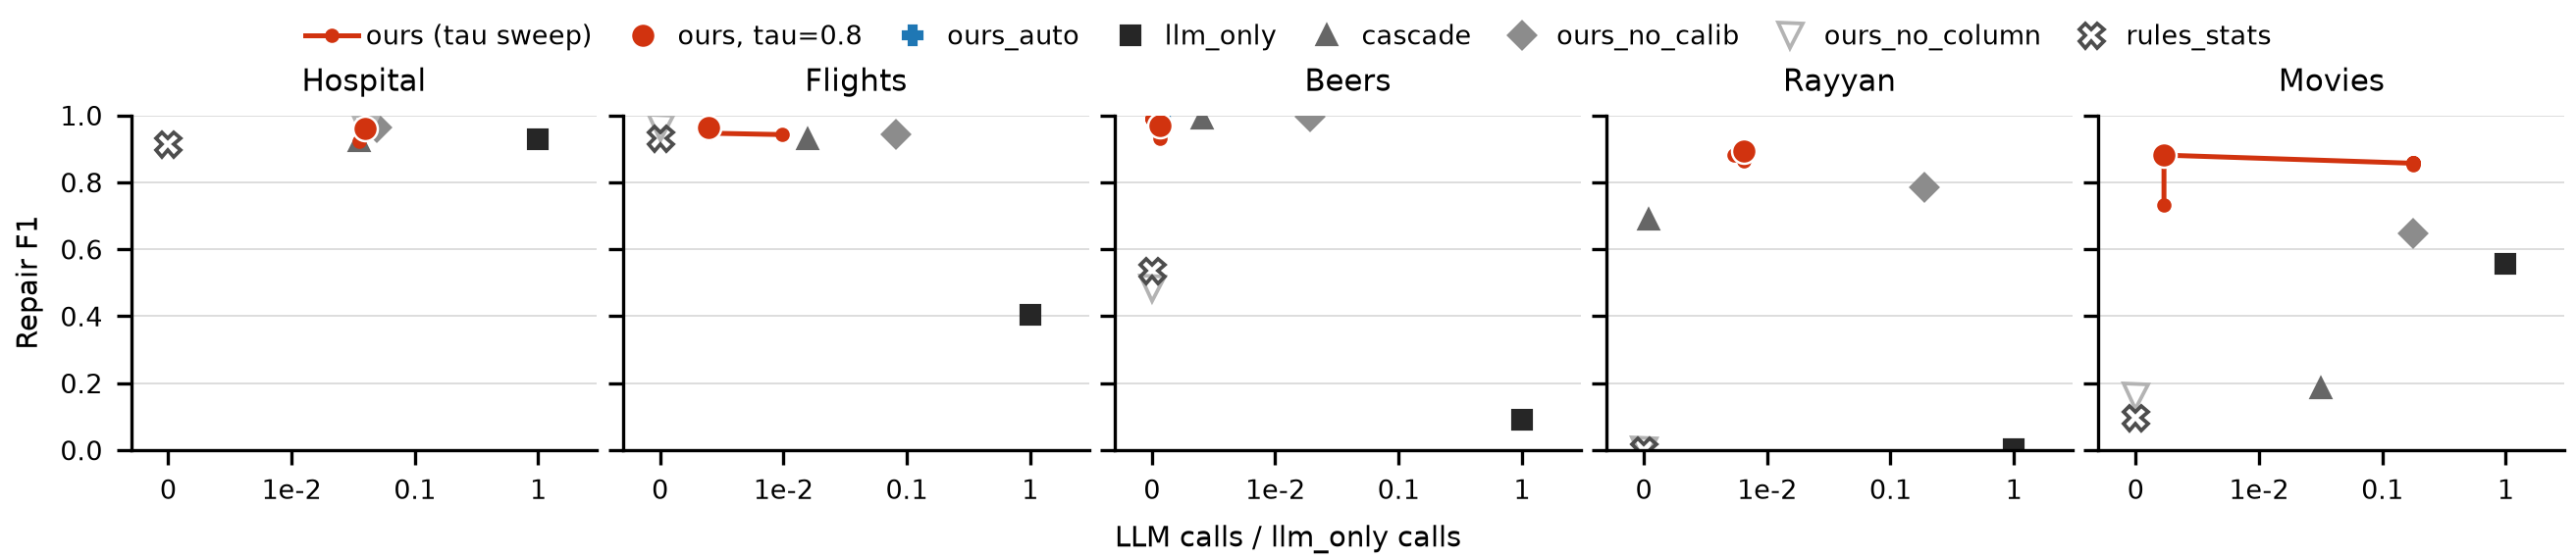 ours (tau sweep) ours, tau=0.8 ours_auto llm_only cascade ours_no_calib ours_no_column rules_stats
Hospital Flights Beers Rayyan Movies
Repair F1
1.0
0.8
0.6
0.4
0.2
0.0
0 1e-2 0.1 1 0 1e-2 0.1 1 0 1e-2 0.1 1 0 1e-2 0.1 1 0 1e-2 0.1 1
LLM calls / llm_only calls